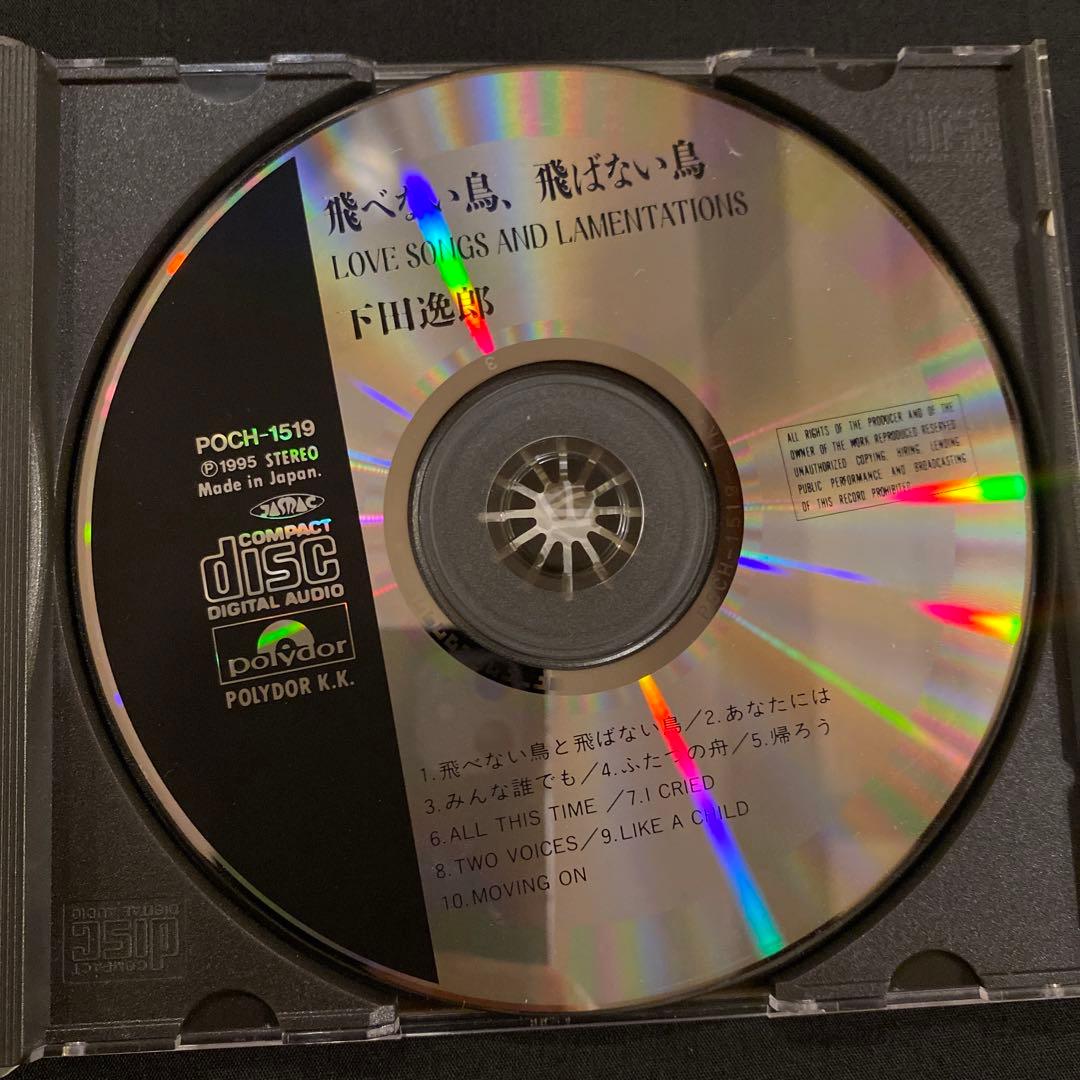 飛べない鳥、飛ばない鳥
LOVE SONGS AND LAMENTATIONS
下田逸郎
POCH-1519
Ⓟ1995 STEREO
Made in Japan.
JASRAC
COMPACT
disc
DIGITAL AUDIO
polydor
POLYDOR K.K.
ALL RIGHTS OF THE PRODUCER AND OF THE
OWNER OF THE WORK REPRODUCED RESERVED
UNAUTHORIZED COPYING, HIRING, LENDING
PUBLIC PERFORMANCE AND BROADCASTING
OF THIS RECORD PROHIBITED
1.飛べない鳥と飛ばない鳥/2.あなたには
3.みんな誰でも/4.ふたつの舟/5.帰ろう
6.ALL THIS TIME /7.I CRIED
8.TWO VOICES/9.LIKE A CHILD
10.MOVING ON
COMPACT
disc
DIGITAL AUDIO